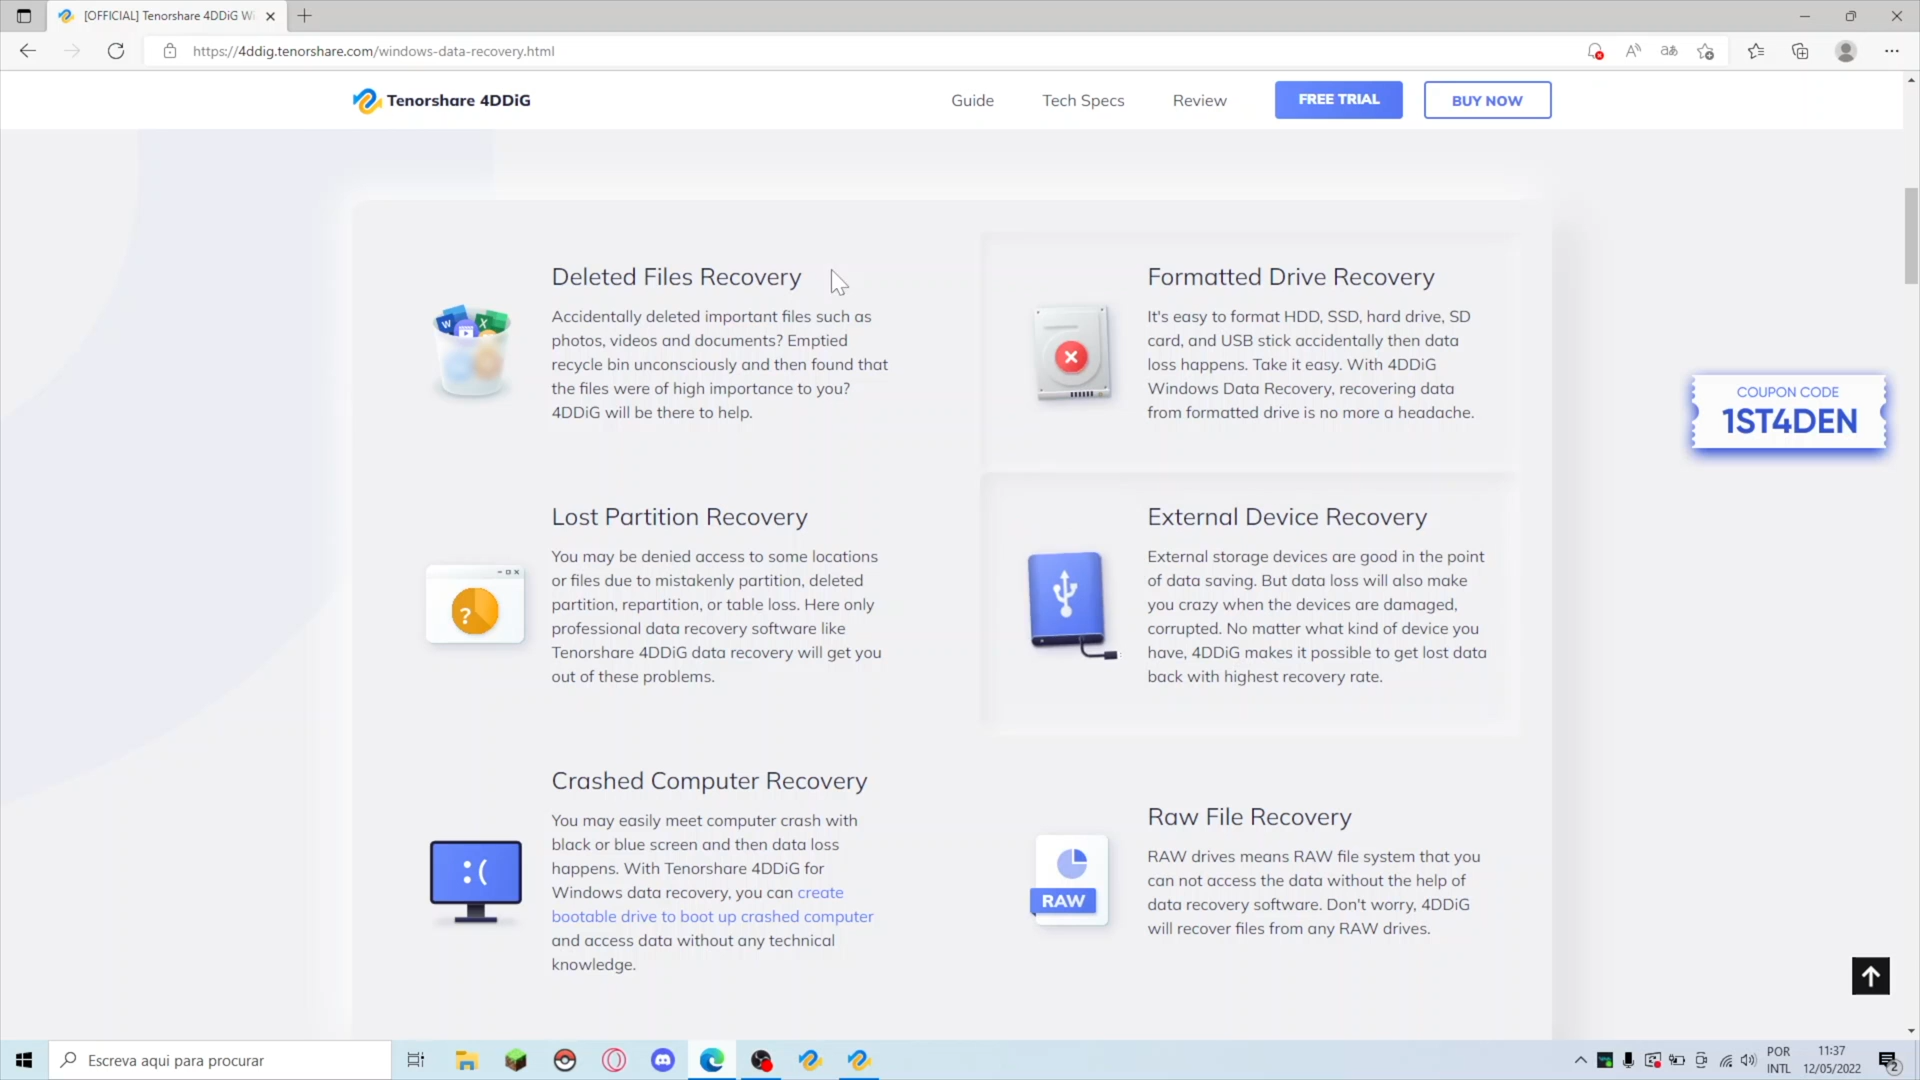 [OFFICIAL] Tenorshare 4DDiG Wi
https://4ddig.tenorshare.com/windows-data-recovery.html
Tenorshare 4DDiG
Guide
Tech Specs
Review
FREE TRIAL
BUY NOW
Deleted Files Recovery
Accidentally deleted important files such as
photos, videos and documents? Emptied
recycle bin unconsciously and then found that
the files were of high importance to you?
4DDiG will be there to help.
Formatted Drive Recovery
It's easy to format HDD, SSD, hard drive, SD
card, and USB stick accidentally then data
loss happens. Take it easy. With 4DDiG
Windows Data Recovery, recovering data
from formatted drive is no more a headache.
COUPON CODE
1ST4DEN
Lost Partition Recovery
You may be denied access to some locations
or files due to mistakenly partition, deleted
partition, repartition, or table loss. Here only
professional data recovery software like
Tenorshare 4DDiG data recovery will get you
out of these problems.
External Device Recovery
External storage devices are good in the point
of data saving. But data loss will also make
you crazy when the devices are damaged,
corrupted. No matter what kind of device you
have, 4DDiG makes it possible to get lost data
back with highest recovery rate.
Crashed Computer Recovery
You may easily meet computer crash with
black or blue screen and then data loss
happens. With Tenorshare 4DDiG for
Windows data recovery, you can create
bootable drive to boot up crashed computer
and access data without any technical
knowledge.
RAW
Raw File Recovery
RAW drives means RAW file system that you
can not access the data without the help of
data recovery software. Don't worry, 4DDiG
will recover files from any RAW drives.
Escreva aqui para procurar
POR
INTL
11:37
12/05/2022
2